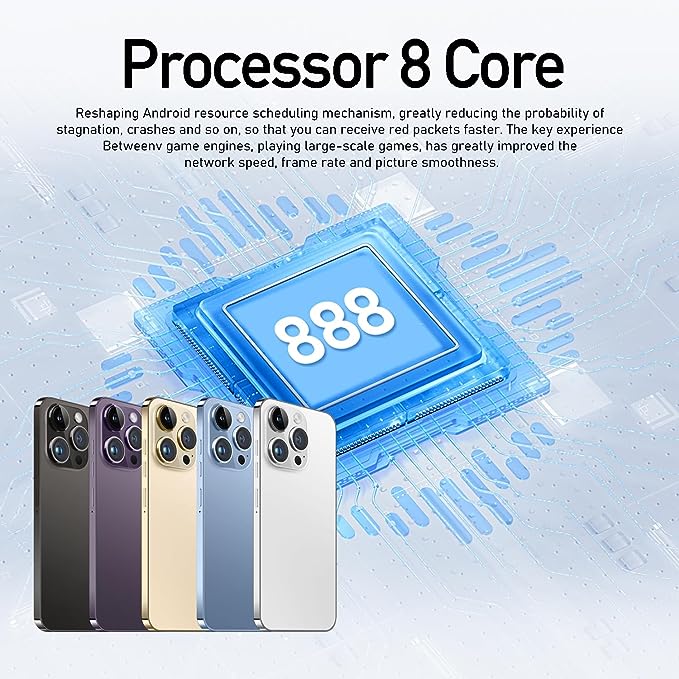 Processor 8 Core
Reshaping Android resource scheduling mechanism, greatly reducing the probability of
stagnation, crashes and so on, so that you can receive red packets faster. The key experience
Betweenv game engines, playing large-scale games, has greatly improved the
network speed, frame rate and picture smoothness.
888